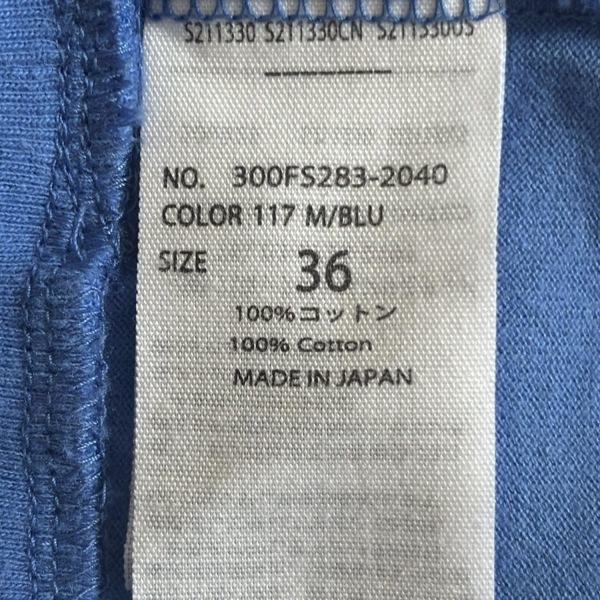 S211330 S211330CN S211330US
NO. 300FS283-2040
COLOR 117 M/BLU
SIZE 36
100%コットン
100% Cotton
MADE IN JAPAN